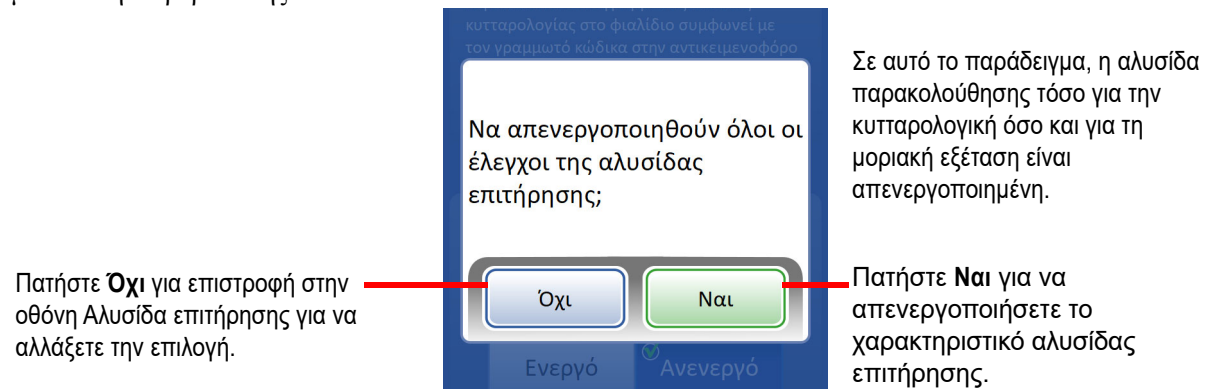 κυτταρολογίας στο φιαλίδιο συμφωνεί με
τον γραμμωτό κώδικα στην αντικειμενοφόρο
Να απενεργοποιηθούν όλοι οι
έλεγχοι της αλυσίδας
επιτήρησης;
Όχι
Ναι
Ενεργό
Ανενεργό
Σε αυτό το παράδειγμα, η αλυσίδα
παρακολούθησης τόσο για την
κυτταρολογική όσο και για τη
μοριακή εξέταση είναι
απενεργοποιημένη.
Πατήστε Όχι για επιστροφή στην
οθόνη Αλυσίδα επιτήρησης για να
αλλάξετε την επιλογή.
Πατήστε Ναι για να
απενεργοποιήσετε το
χαρακτηριστικό αλυσίδας
επιτήρησης.